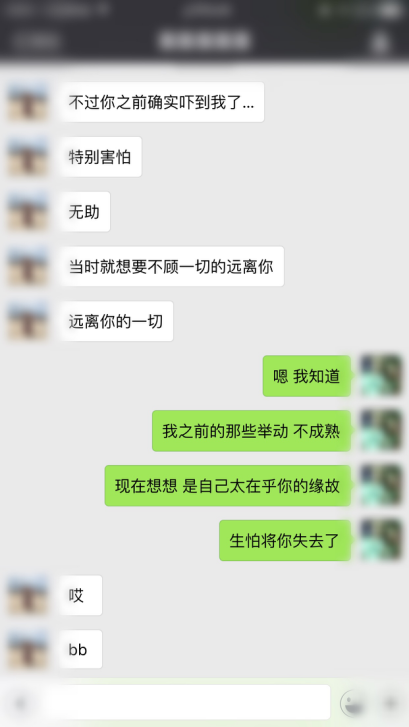 不过你之前确实吓到我了...
特别害怕
无助
当时就想要不顾一切的远离你
远离你的一切
嗯 我知道
我之前的那些举动 不成熟
现在想想 是自己太在乎你的缘故
生怕将你失去了
哎
bb